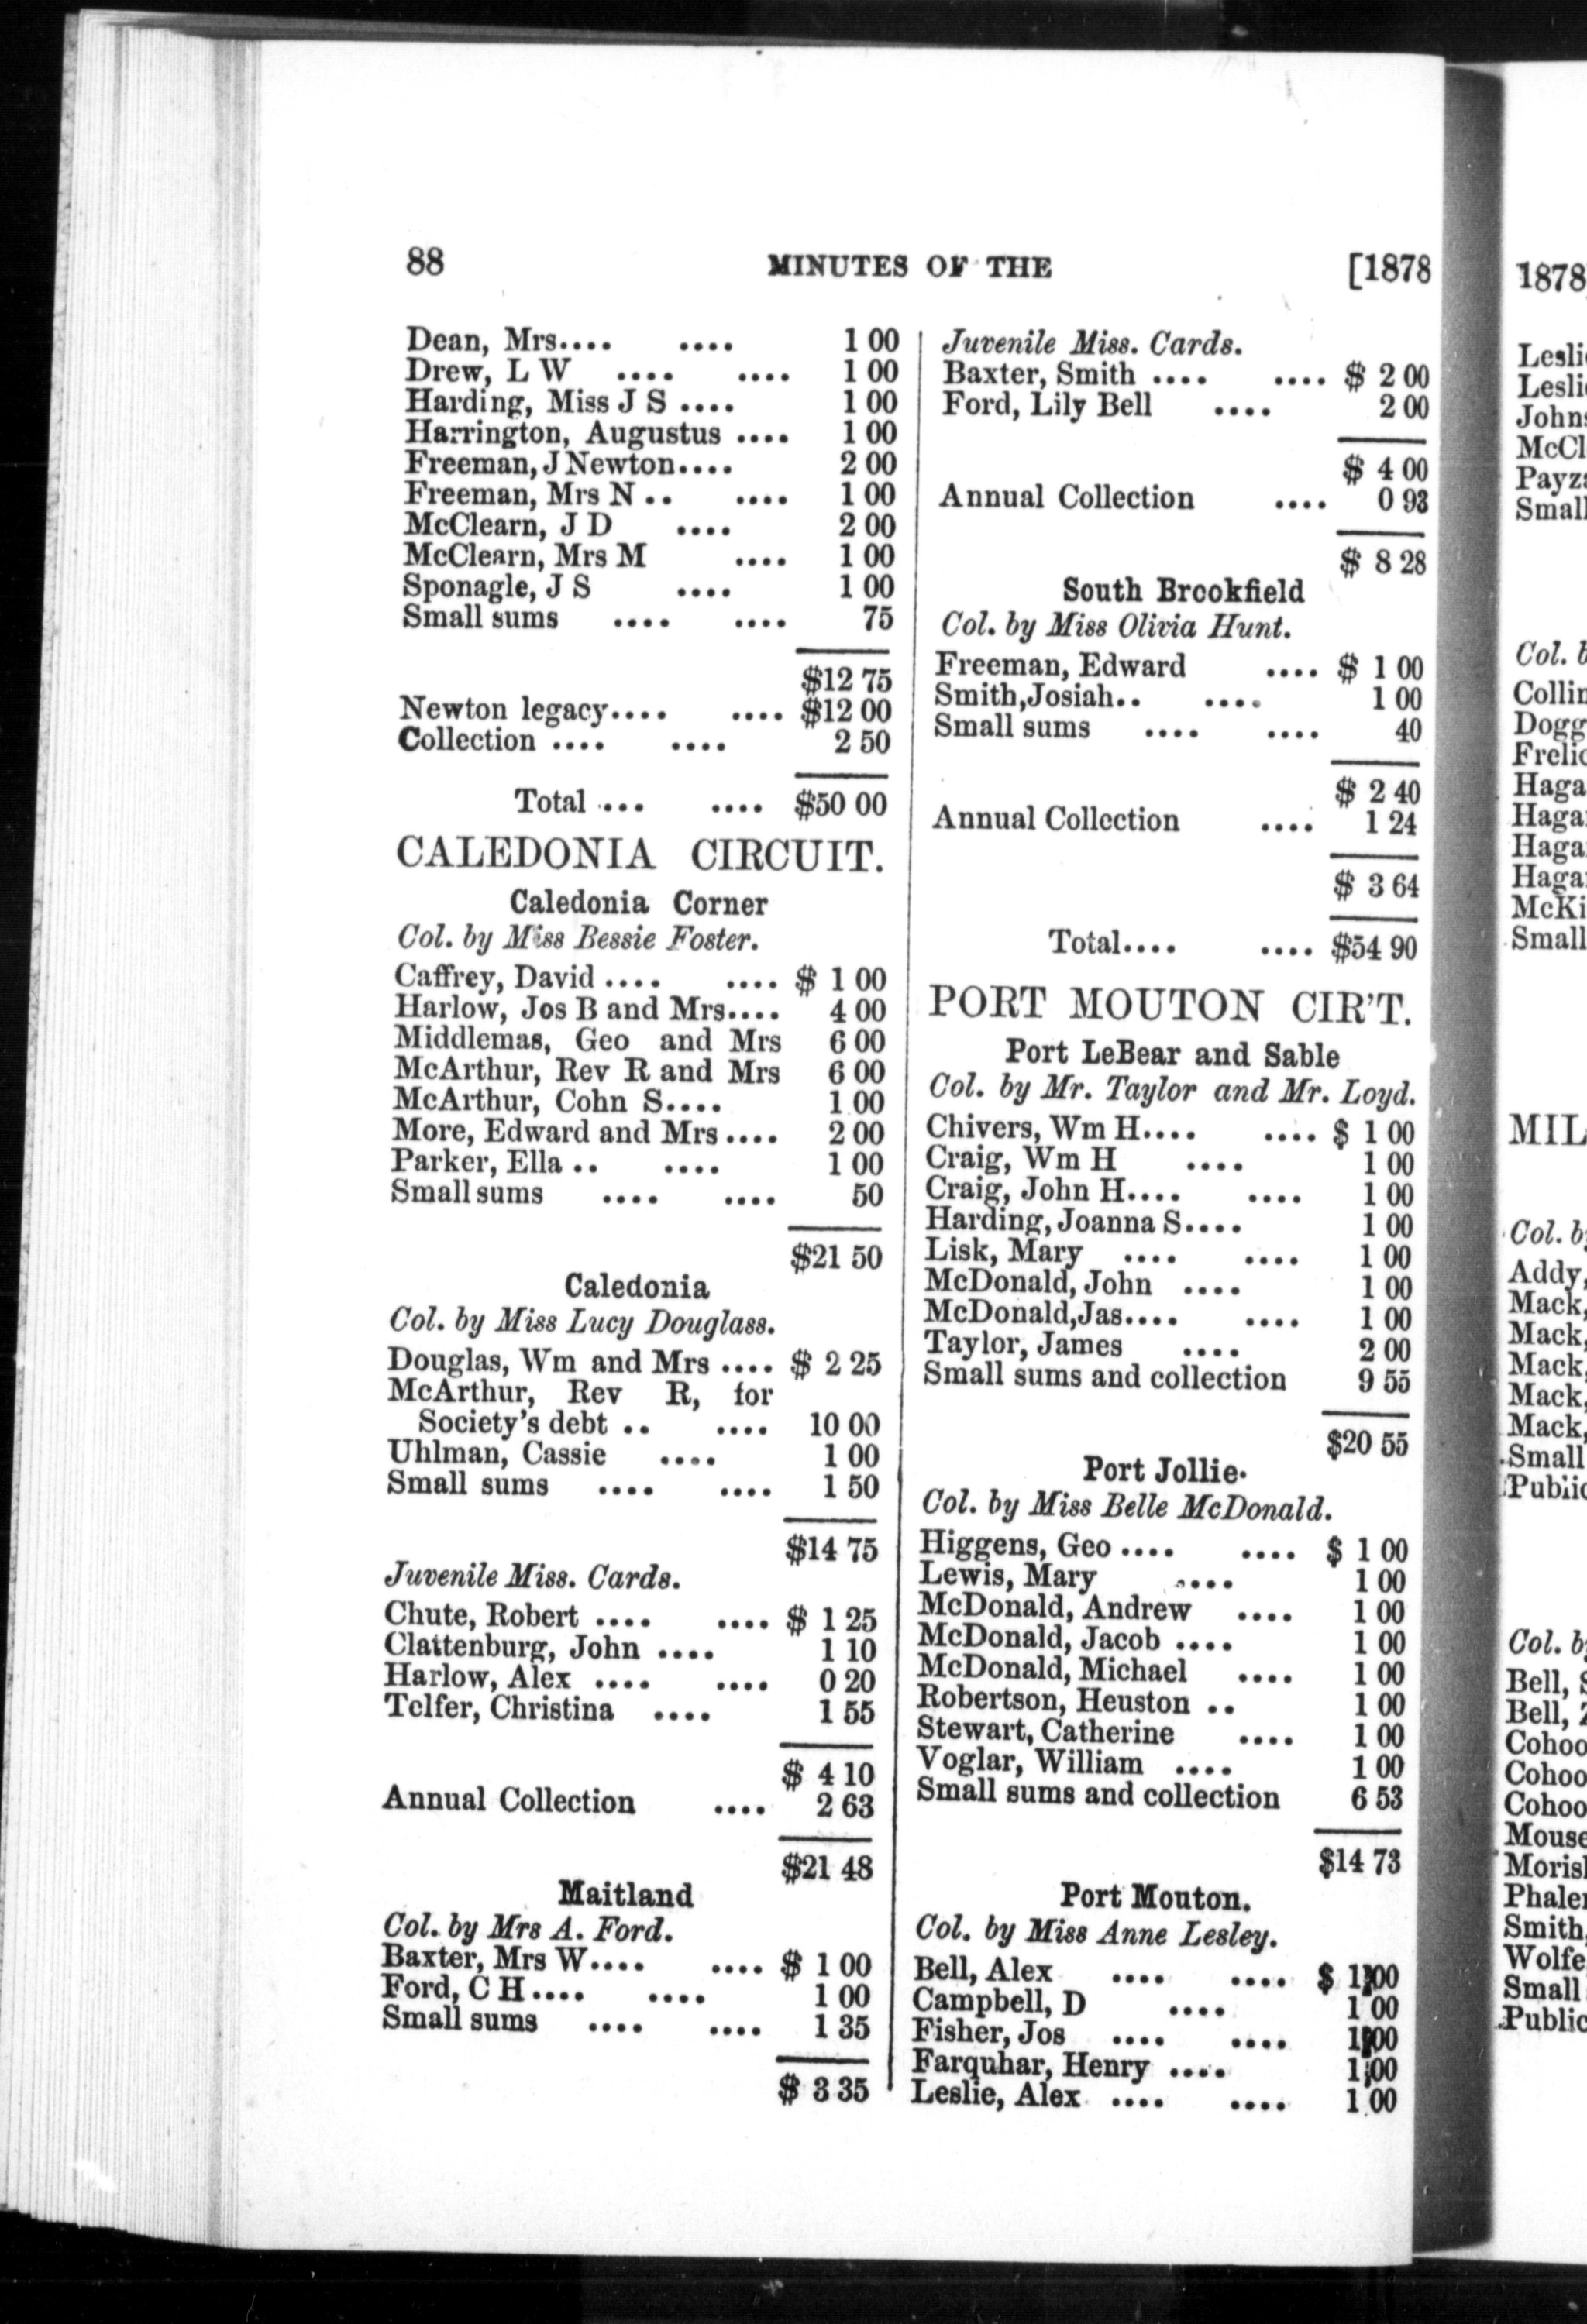 88 MINUTES OF THE [1878
Dean, Mrs.... .... 1 00
Drew, L W .... .... 1 00
Harding, Miss J S .... 1 00
Harrington, Augustus .... 1 00
Freeman, J Newton.... 2 00
Freeman, Mrs N .. .... 1 00
McClearn, J D .... 2 00
McClearn, Mrs M .... 1 00
Sponagle, J S .... 1 00
Small sums .... .... 75
$12 75
Newton legacy.... .... $12 00
Collection .... .... 2 50
Total ... .... $50 00
CALEDONIA CIRCUIT.
Caledonia Corner
Col. by Miss Bessie Foster.
Caffrey, David .... .... $ 1 00
Harlow, Jos B and Mrs.... 4 00
Middlemas, Geo and Mrs 6 00
McArthur, Rev R and Mrs 6 00
McArthur, Cohn S.... 1 00
More, Edward and Mrs .... 2 00
Parker, Ella .. .... 1 00
Small sums .... .... 50
$21 50
Caledonia
Col. by Miss Lucy Douglass.
Douglas, Wm and Mrs .... $ 2 25
McArthur, Rev R, for
Society's debt .. .... 10 00
Uhlman, Cassie .... 1 00
Small sums .... .... 1 50
$14 75
Juvenile Miss. Cards.
Chute, Robert .... .... $ 1 25
Clattenburg, John .... 1 10
Harlow, Alex .... .... 0 20
Telfer, Christina .... 1 55
$ 4 10
Annual Collection .... 2 63
$21 48
Maitland
Col. by Mrs A. Ford.
Baxter, Mrs W.... .... $ 1 00
Ford, C H.... .... 1 00
Small sums .... .... 1 35
$ 3 35
Juvenile Miss. Cards.
Baxter, Smith .... .... $ 2 00
Ford, Lily Bell .... 2 00
$ 4 00
Annual Collection .... 0 93
$ 8 28
South Brookfield
Col. by Miss Olivia Hunt.
Freeman, Edward .... $ 1 00
Smith,Josiah.. .... 1 00
Small sums .... .... 40
$ 2 40
Annual Collection .... 1 24
$ 3 64
Total.... .... $54 90
PORT MOUTON CIR'T.
Port LeBear and Sable
Col. by Mr. Taylor and Mr. Loyd.
Chivers, Wm H.... .... $ 1 00
Craig, Wm H .... 1 00
Craig, John H.... .... 1 00
Harding, Joanna S.... 1 00
Lisk, Mary .... .... 1 00
McDonald, John .... 1 00
McDonald,Jas.... .... 1 00
Taylor, James .... 2 00
Small sums and collection 9 55
$20 55
Port Jollie.
Col. by Miss Belle McDonald.
Higgens, Geo .... .... $ 1 00
Lewis, Mary .... 1 00
McDonald, Andrew .... 1 00
McDonald, Jacob .... 1 00
McDonald, Michael .... 1 00
Robertson, Heuston .. 1 00
Stewart, Catherine .... 1 00
Voglar, William .... 1 00
Small sums and collection 6 53
$14 73
Port Mouton.
Col. by Miss Anne Lesley.
Bell, Alex .... .... $ 1 00
Campbell, D .... 1 00
Fisher, Jos .... .... 1 00
Farquhar, Henry .... 1 00
Leslie, Alex .... .... 1 00
1878
Small
Col.
MIL
Col.
Addy,
Mack,
Mack,
Mack,
Mack,
Mack,
Small
Col.
Bell,
Bell,
Smith,
Small